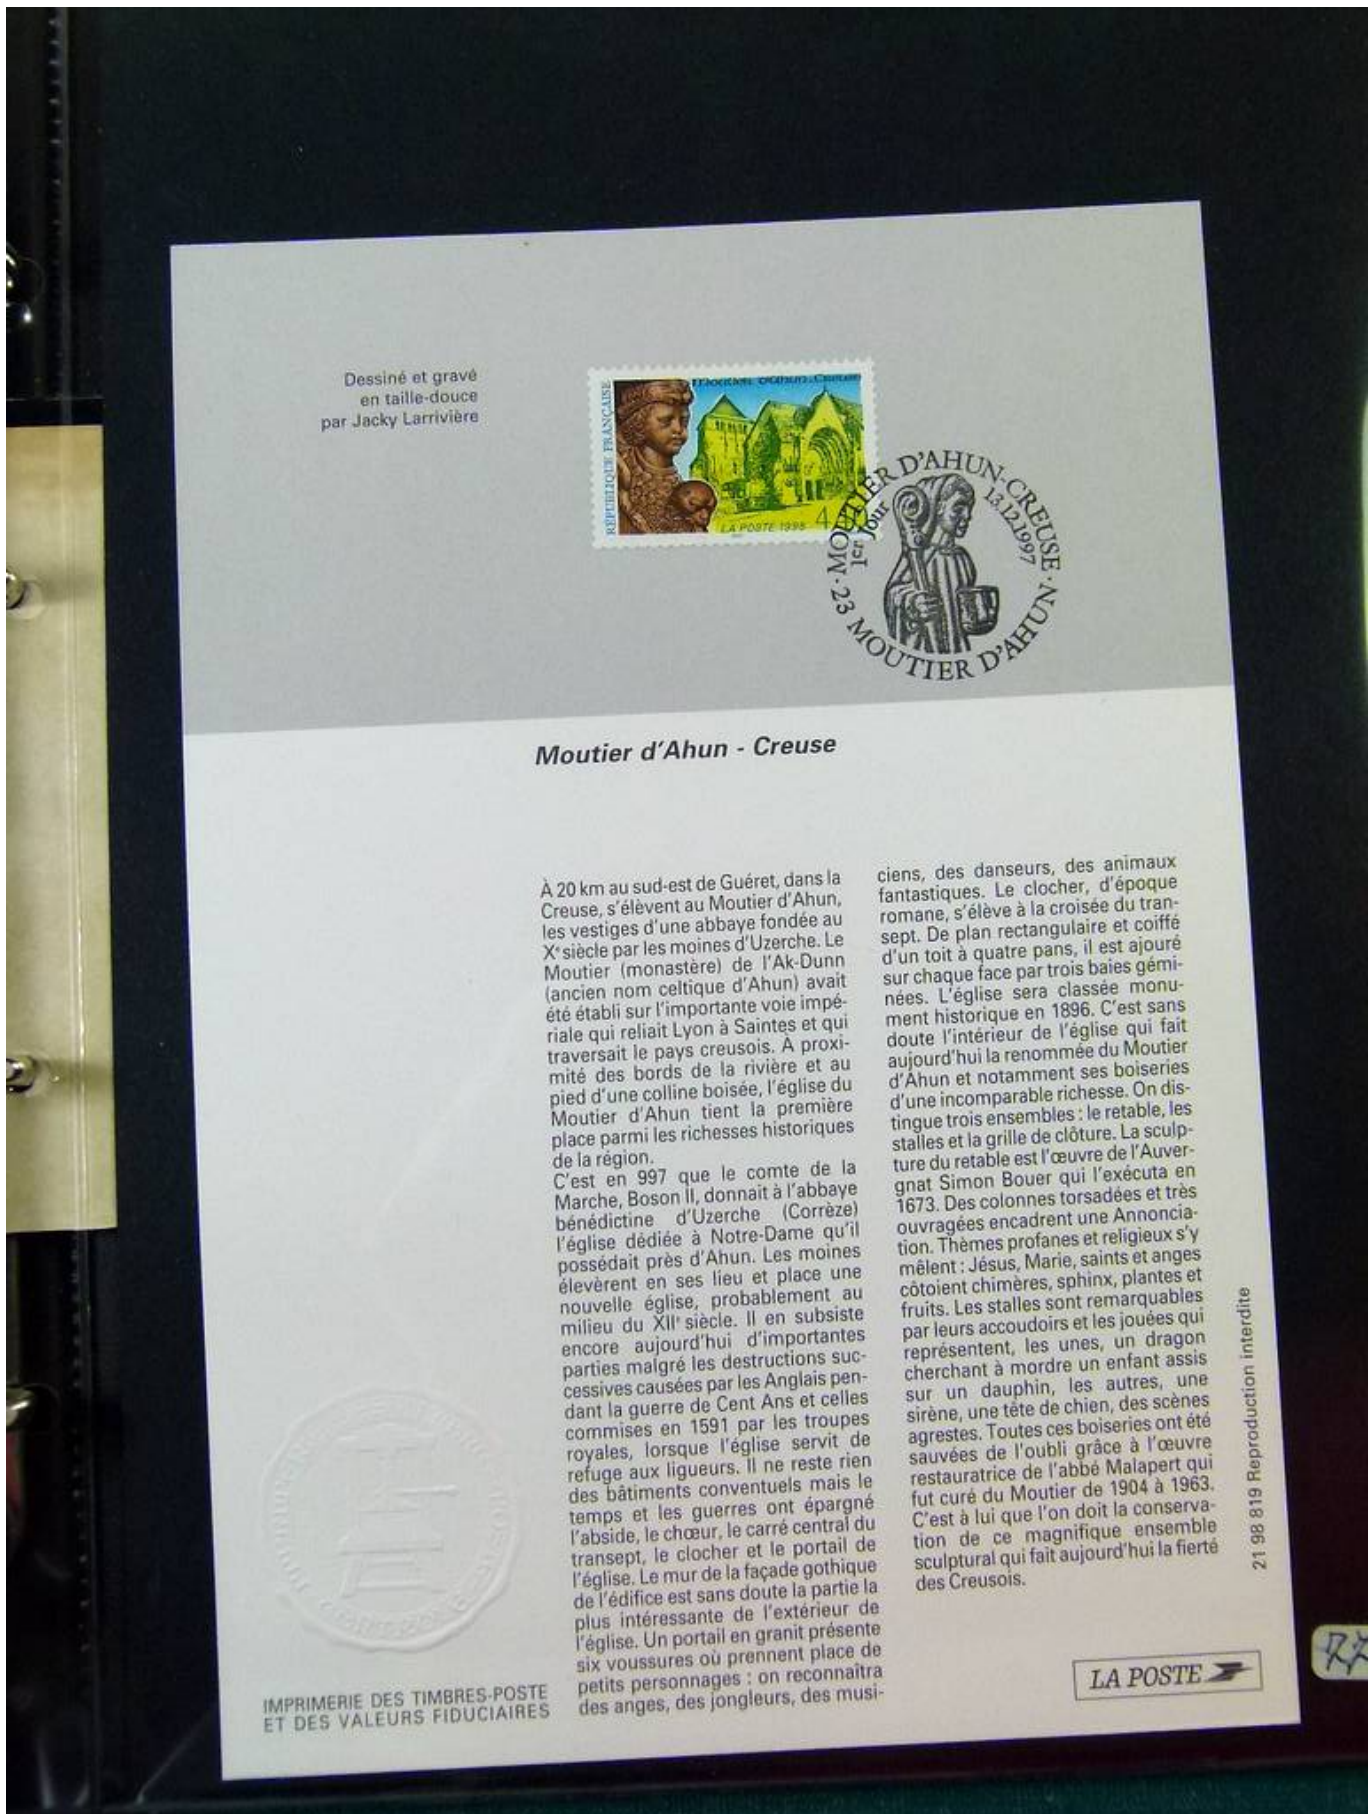 Dessiné et gravé
en taille-douce
par Jacky Larrivière
RÉPUBLIQUE FRANÇAISE
Moutier d'Ahun-Creuse
LA POSTE 1998
MOUTIER D'AHUN-CREUSE
1er Jour
13.12.1997
23 MOUTIER D'AHUN
Moutier d'Ahun - Creuse
À 20 km au sud-est de Guéret, dans la
Creuse, s'élèvent au Moutier d'Ahun,
les vestiges d'une abbaye fondée au
Xe siècle par les moines d'Uzerche. Le
Moutier (monastère) de l'Ak-Dunn
(ancien nom celtique d'Ahun) avait
été établi sur l'importante voie impé-
riale qui reliait Lyon à Saintes et qui
traversait le pays creusois. À proxi-
mité des bords de la rivière et au
pied d'une colline boisée, l'église du
Moutier d'Ahun tient la première
place parmi les richesses historiques
de la région.
C'est en 997 que le comte de la
Marche, Boson II, donnait à l'abbaye
bénédictine d'Uzerche (Corrèze)
l'église dédiée à Notre-Dame qu'il
possédait près d'Ahun. Les moines
élevèrent en ses lieu et place une
nouvelle église, probablement au
milieu du XIIe siècle. Il en subsiste
encore aujourd'hui d'importantes
parties malgré les destructions suc-
cessives causées par les Anglais pen-
dant la guerre de Cent Ans et celles
commises en 1591 par les troupes
royales, lorsque l'église servit de
refuge aux ligueurs. Il ne reste rien
des bâtiments conventuels mais le
temps et les guerres ont épargné
l'abside, le chœur, le carré central du
transept, le clocher et le portail de
l'église. Le mur de la façade gothique
de l'édifice est sans doute la partie la
plus intéressante de l'extérieur de
l'église. Un portail en granit présente
six voussures où prennent place de
petits personnages : on reconnaîtra
des anges, des jongleurs, des musi-
ciens, des danseurs, des animaux
fantastiques. Le clocher, d'époque
romane, s'élève à la croisée du tran-
sept. De plan rectangulaire et coiffé
d'un toit à quatre pans, il est ajouré
sur chaque face par trois baies gémi-
nées. L'église sera classée monu-
ment historique en 1896. C'est sans
doute l'intérieur de l'église qui fait
aujourd'hui la renommée du Moutier
d'Ahun et notamment ses boiseries
d'une incomparable richesse. On dis-
tingue trois ensembles : le retable, les
stalles et la grille de clôture. La sculp-
ture du retable est l'œuvre de l'Auver-
gnat Simon Bouer qui l'exécuta en
1673. Des colonnes torsadées et très
ouvragées encadrent une Annoncia-
tion. Thèmes profanes et religieux s'y
mêlent : Jésus, Marie, saints et anges
côtoient chimères, sphinx, plantes et
fruits. Les stalles sont remarquables
par leurs accoudoirs et les jouées qui
représentent, les unes, un dragon
cherchant à mordre un enfant assis
sur un dauphin, les autres, une
sirène, une tête de chien, des scènes
agrestes. Toutes ces boiseries ont été
sauvées de l'oubli grâce à l'œuvre
restauratrice de l'abbé Malapert qui
fut curé du Moutier de 1904 à 1963.
C'est à lui que l'on doit la conserva-
tion de ce magnifique ensemble
sculptural qui fait aujourd'hui la fierté
des Creusois.
21 98 819 Reproduction interdite
IMPRIMERIE DES TIMBRES-POSTE
ET DES VALEURS FIDUCIAIRES
LA POSTE